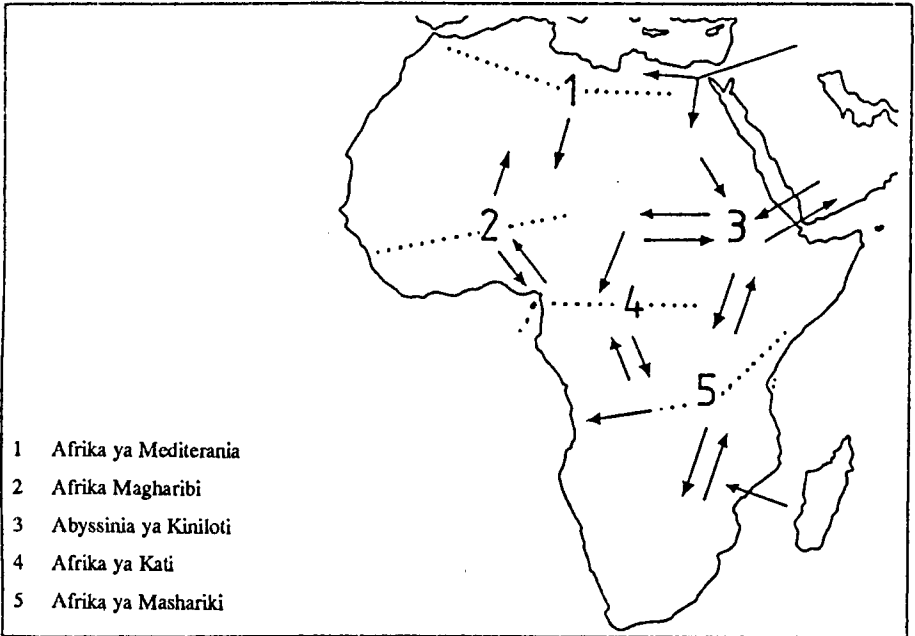 1
2
3
4
5
1 Afrika ya Mediterania
2 Afrika Magharibi
3 Abyssinia ya Kiniloti
4 Afrika ya Kati
5 Afrika ya Mashariki